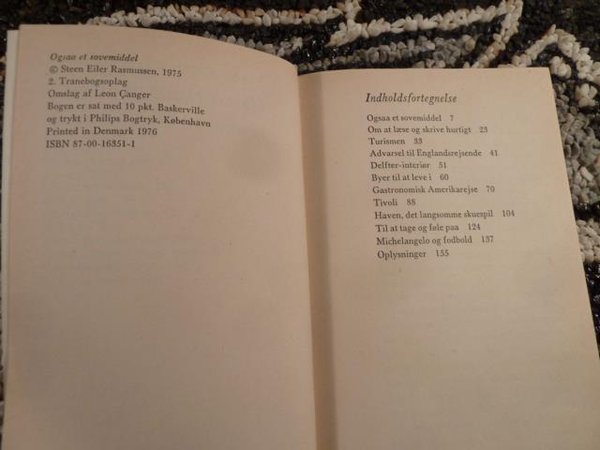 Ogsaa et sovemiddel
© Steen Eiler Rasmussen, 1975
2. Tranebogsoplag
Omslag af Leon Çanger
Bogen er sat med 10 pkt. Baskerville
og trykt i Philips Bogtryk, København
Printed in Denmark 1976
ISBN 87-00-16351-1
Indholdsfortegnelse
Ogsaa et sovemiddel 7
Om at læse og skrive hurtigt 23
Turismen 33
Advarsel til Englandsrejsende 41
Delfter-interiør 51
Byer til at leve i 60
Gastronomisk Amerikarejse 70
Tivoli 88
Haven, det langsomme skuespil 104
Til at tage og føle paa 124
Michelangelo og fodbold 137
Oplysninger 155